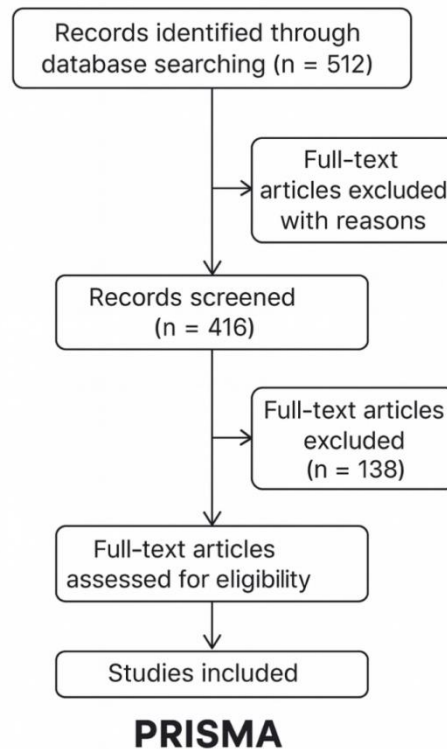 Records identified through
database searching (n = 512)
Full-text
articles excluded
with reasons
Records screened
(n = 416)
Full-text articles
excluded
(n = 138)
Full-text articles
assessed for eligibility
Studies included
PRISMA